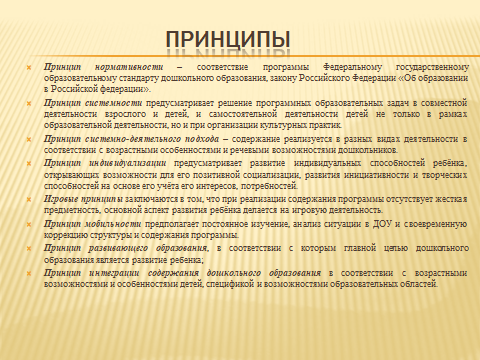 ПРИНЦИПЫ
Принцип нормативности – соответствие программы Федеральному государственному
образовательному стандарту дошкольного образования, закону Российского Федерации «Об образовании
в Российской федерации».
Принцип системности предусматривает решение программных образовательных задач в совместной
деятельности взрослого и детей, и самостоятельной деятельности детей не только в рамках
образовательной деятельности, но и при организации культурных практик.
Принцип системно-деятельного подхода – содержание реализуется в разных видах деятельности в
соответствии с возрастными особенностями и речевыми возможностями дошкольников.
Принцип индивидуализации предусматривает развитие индивидуальных способностей ребёнка,
открывающих возможности для его позитивной социализации, развития инициативности и творческих
способностей на основе его учёта его интересов, потребностей.
Игровые принципы заключаются в том, что при реализации содержания программы отсутствует жесткая
предметность, основной аспект развития ребёнка делается на игровую деятельность.
Принцип мобильности предполагает постоянное изучение, анализ ситуации в ДОУ и своевременную
коррекцию структуры и содержания программы.
Принцип развивающего образования, в соответствии с которым главной целью дошкольного
образования является развитие ребенка;
Принцип интеграции содержания дошкольного образования в соответствии с возрастными
возможностями и особенностями детей, спецификой и возможностями образовательных областей.